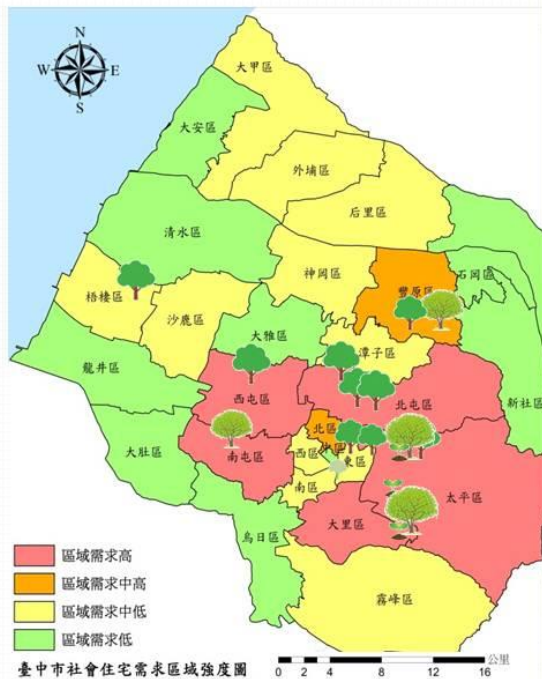 N
W E
S
大甲區
大安區
外埔區
后里區
清水區
神岡區
豐原區
石岡區
梧棲區
沙鹿區
大雅區
潭子區
龍井區
西屯區
北屯區
新社區
大肚區
南屯區
北區
西區
東區
南區
太平區
大里區
烏日區
霧峰區
區域需求高
區域需求中高
區域需求中低
區域需求低
臺中市社會住宅需求區域強度圖
公里
0 2 4 8 12 16